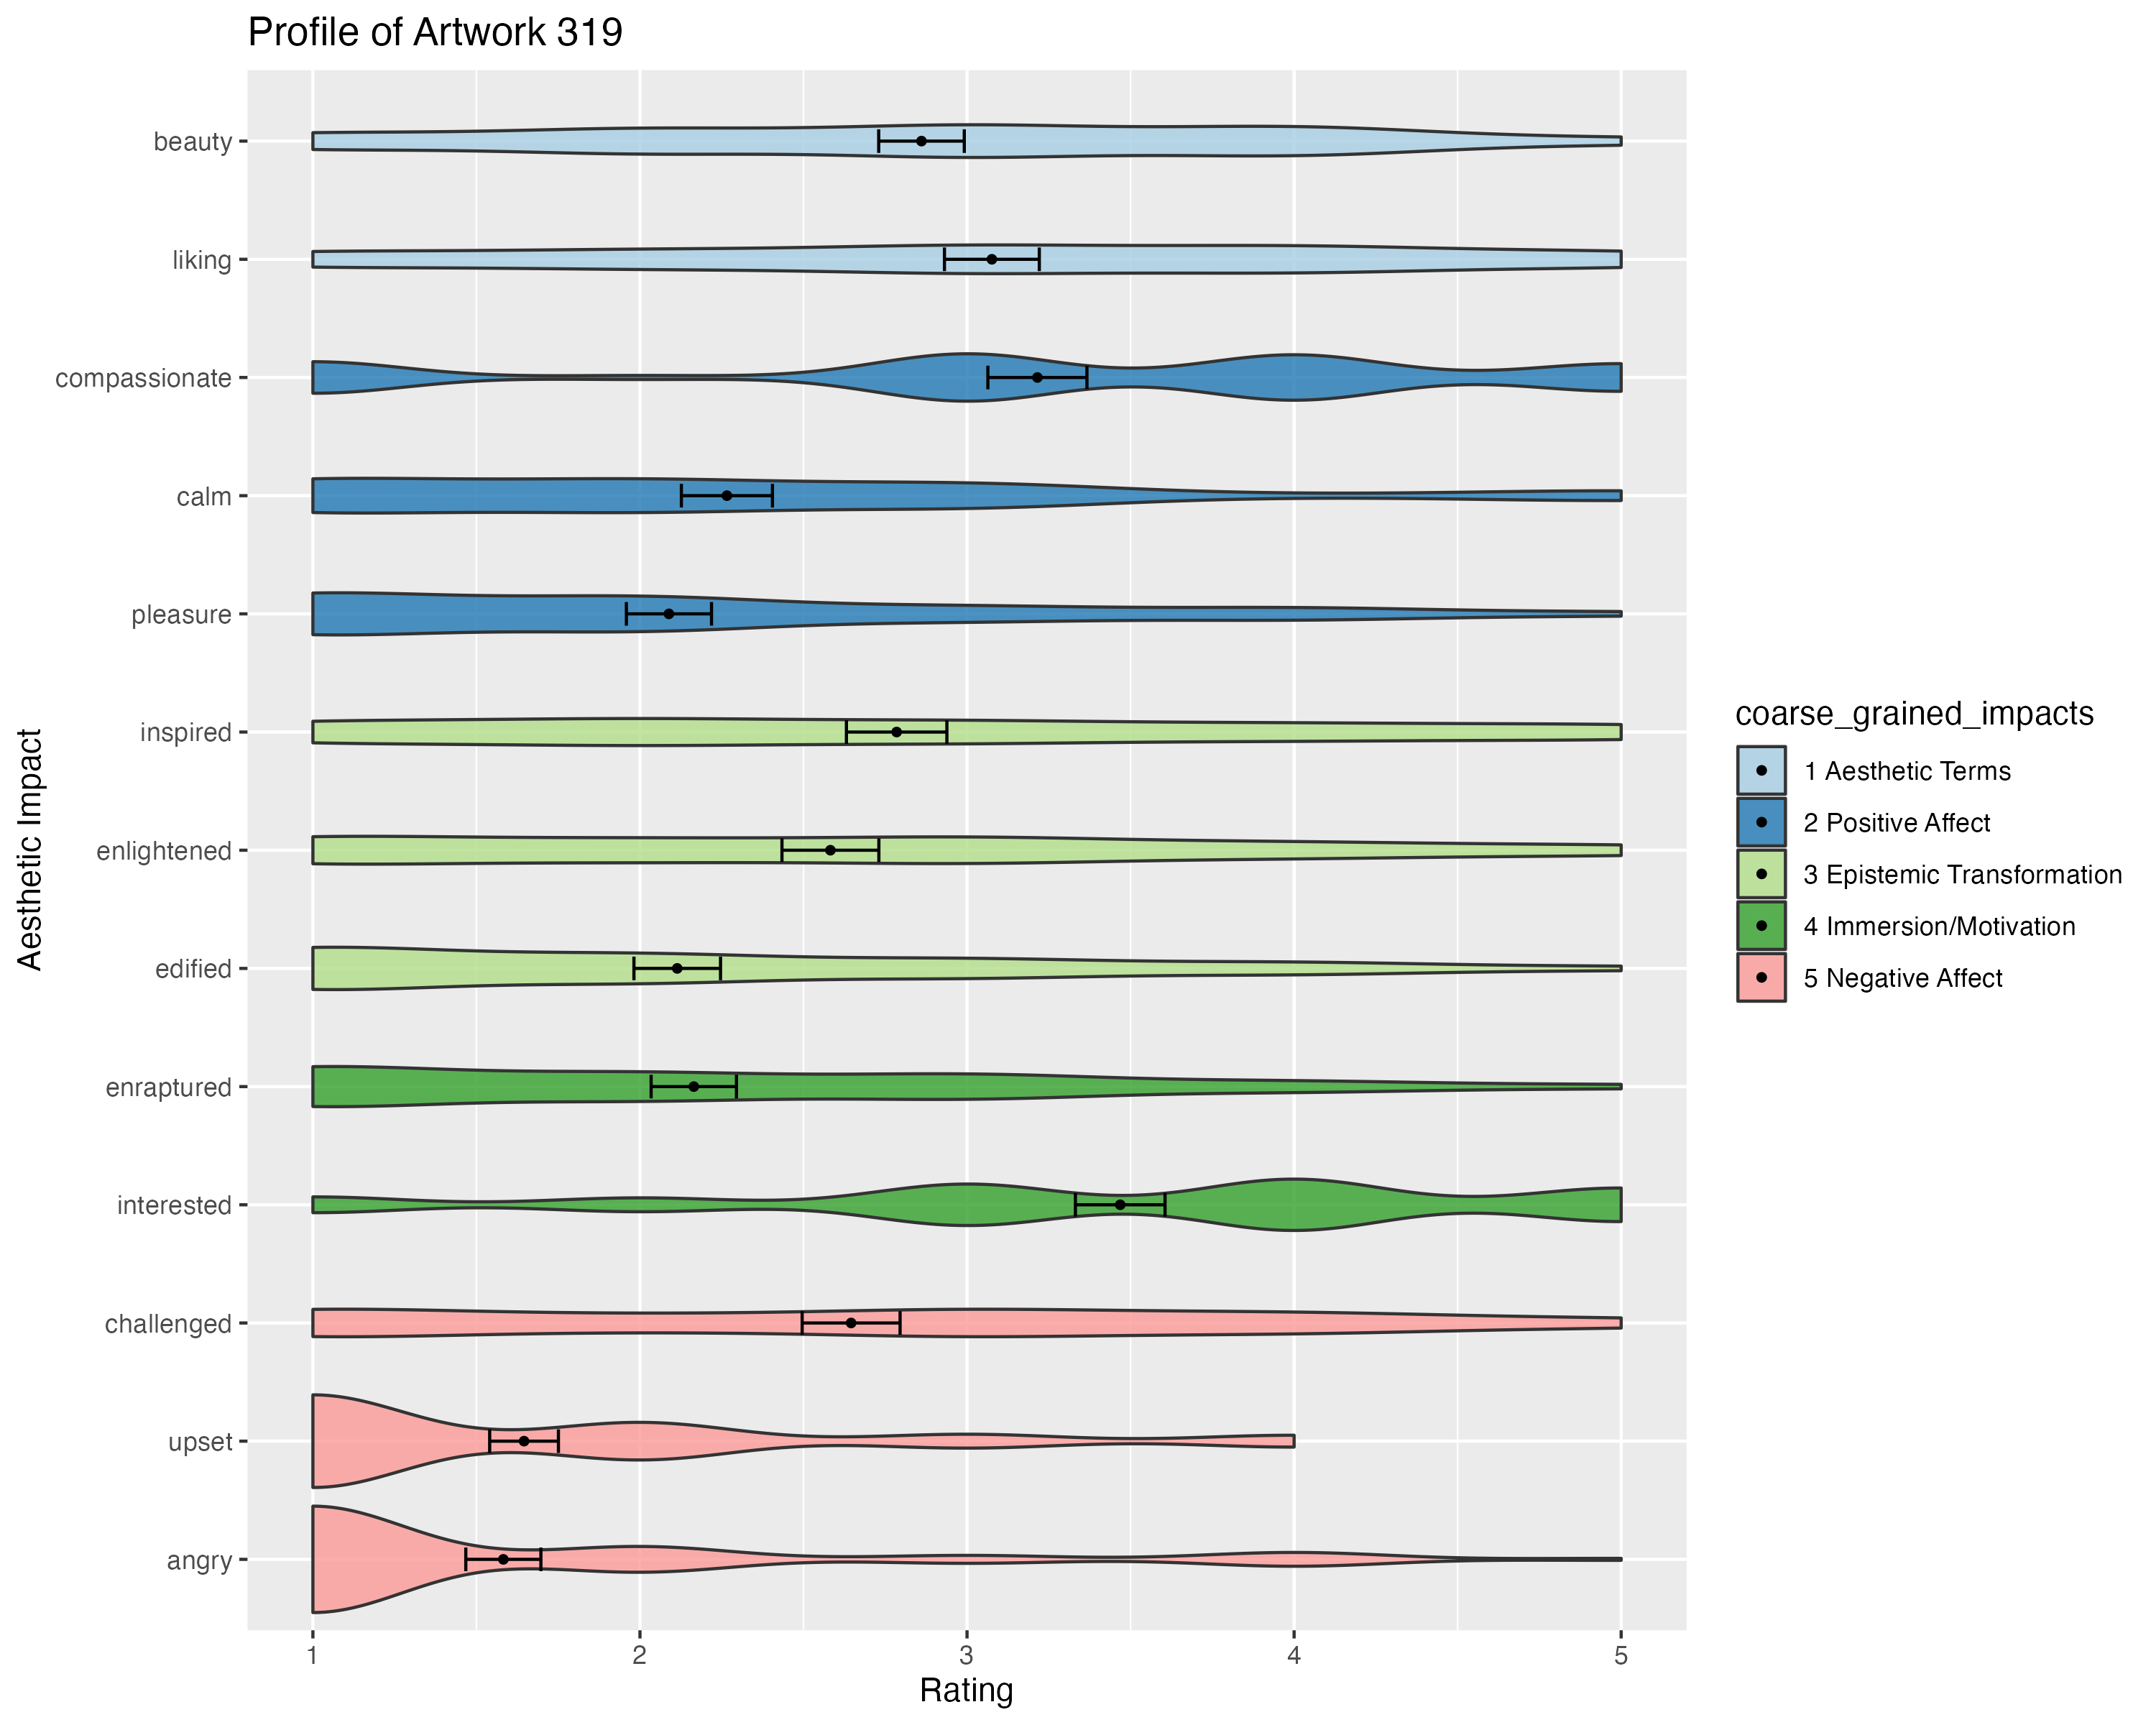 Profile of Artwork 319
Aesthetic Impact
beauty
liking
compassionate
calm
pleasure
inspired
enlightened
edified
enraptured
interested
challenged
upset
angry
1 2 3 4 5
Rating
coarse_grained_impacts
1 Aesthetic Terms
2 Positive Affect
3 Epistemic Transformation
4 Immersion/Motivation
5 Negative Affect